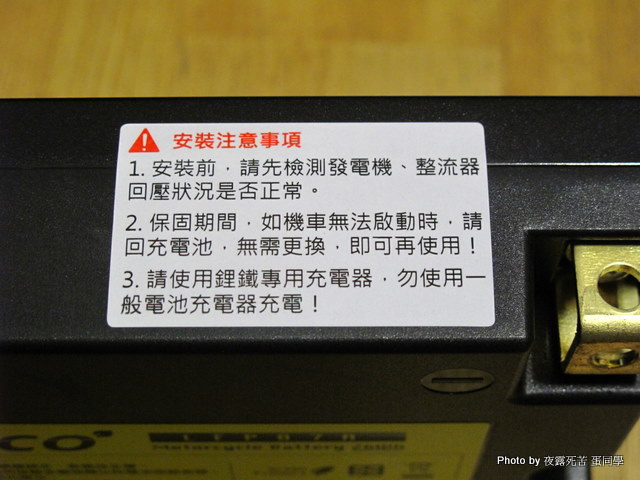 安裝注意事項
1. 安裝前，請先檢測發電機、整流器
回壓狀況是否正常。
2. 保固期間，如機車無法啟動時，請
回充電池，無需更換，即可再使用！
3. 請使用鋰鐵專用充電器，勿使用一
般電池充電器充電！
CO
Motorcycle Battery
Photo by 夜露死苦 蛋同學